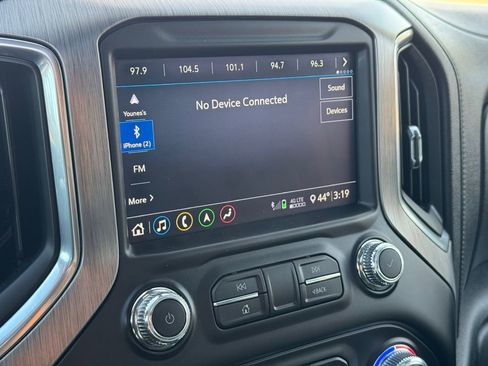 97.9 104.5 101.1 94.7 96.3
Sound
No Device Connected
Younes's
Devices
iPhone (2)
FM
More
4G LTE
44° 3:19
BACK